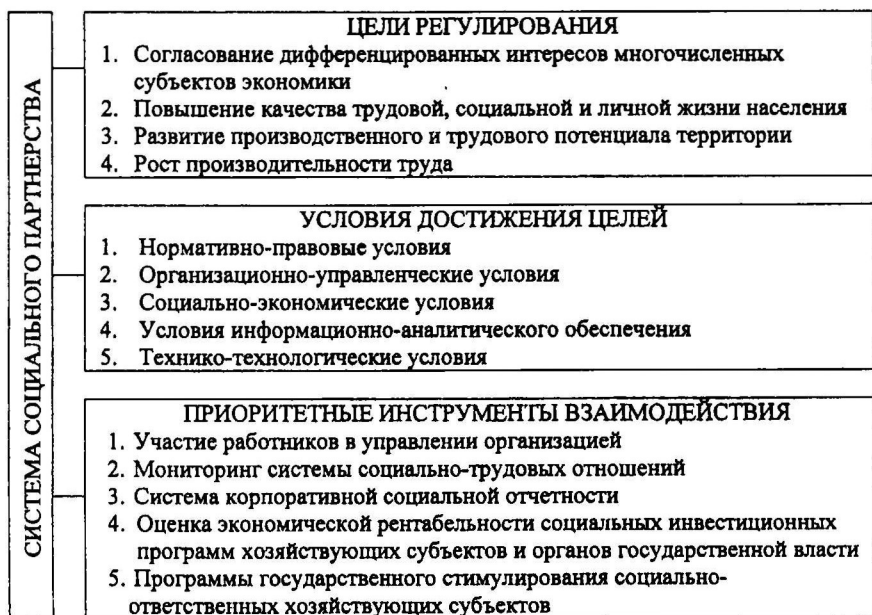 СИСТЕМА СОЦИАЛЬНОГО ПАРТНЕРСТВА
ЦЕЛИ РЕГУЛИРОВАНИЯ
1. Согласование дифференцированных интересов многочисленных
субъектов экономики
2. Повышение качества трудовой, социальной и личной жизни населения
3. Развитие производственного и трудового потенциала территории
4. Рост производительности труда
УСЛОВИЯ ДОСТИЖЕНИЯ ЦЕЛЕЙ
1. Нормативно-правовые условия
2. Организационно-управленческие условия
3. Социально-экономические условия
4. Условия информационно-аналитического обеспечения
5. Технико-технологические условия
ПРИОРИТЕТНЫЕ ИНСТРУМЕНТЫ ВЗАИМОДЕЙСТВИЯ
1. Участие работников в управлении организацией
2. Мониторинг системы социально-трудовых отношений
3. Система корпоративной социальной отчетности
4. Оценка экономической рентабельности социальных инвестиционных
программ хозяйствующих субъектов и органов государственной власти
5. Программы государственного стимулирования социально-
ответственных хозяйствующих субъектов